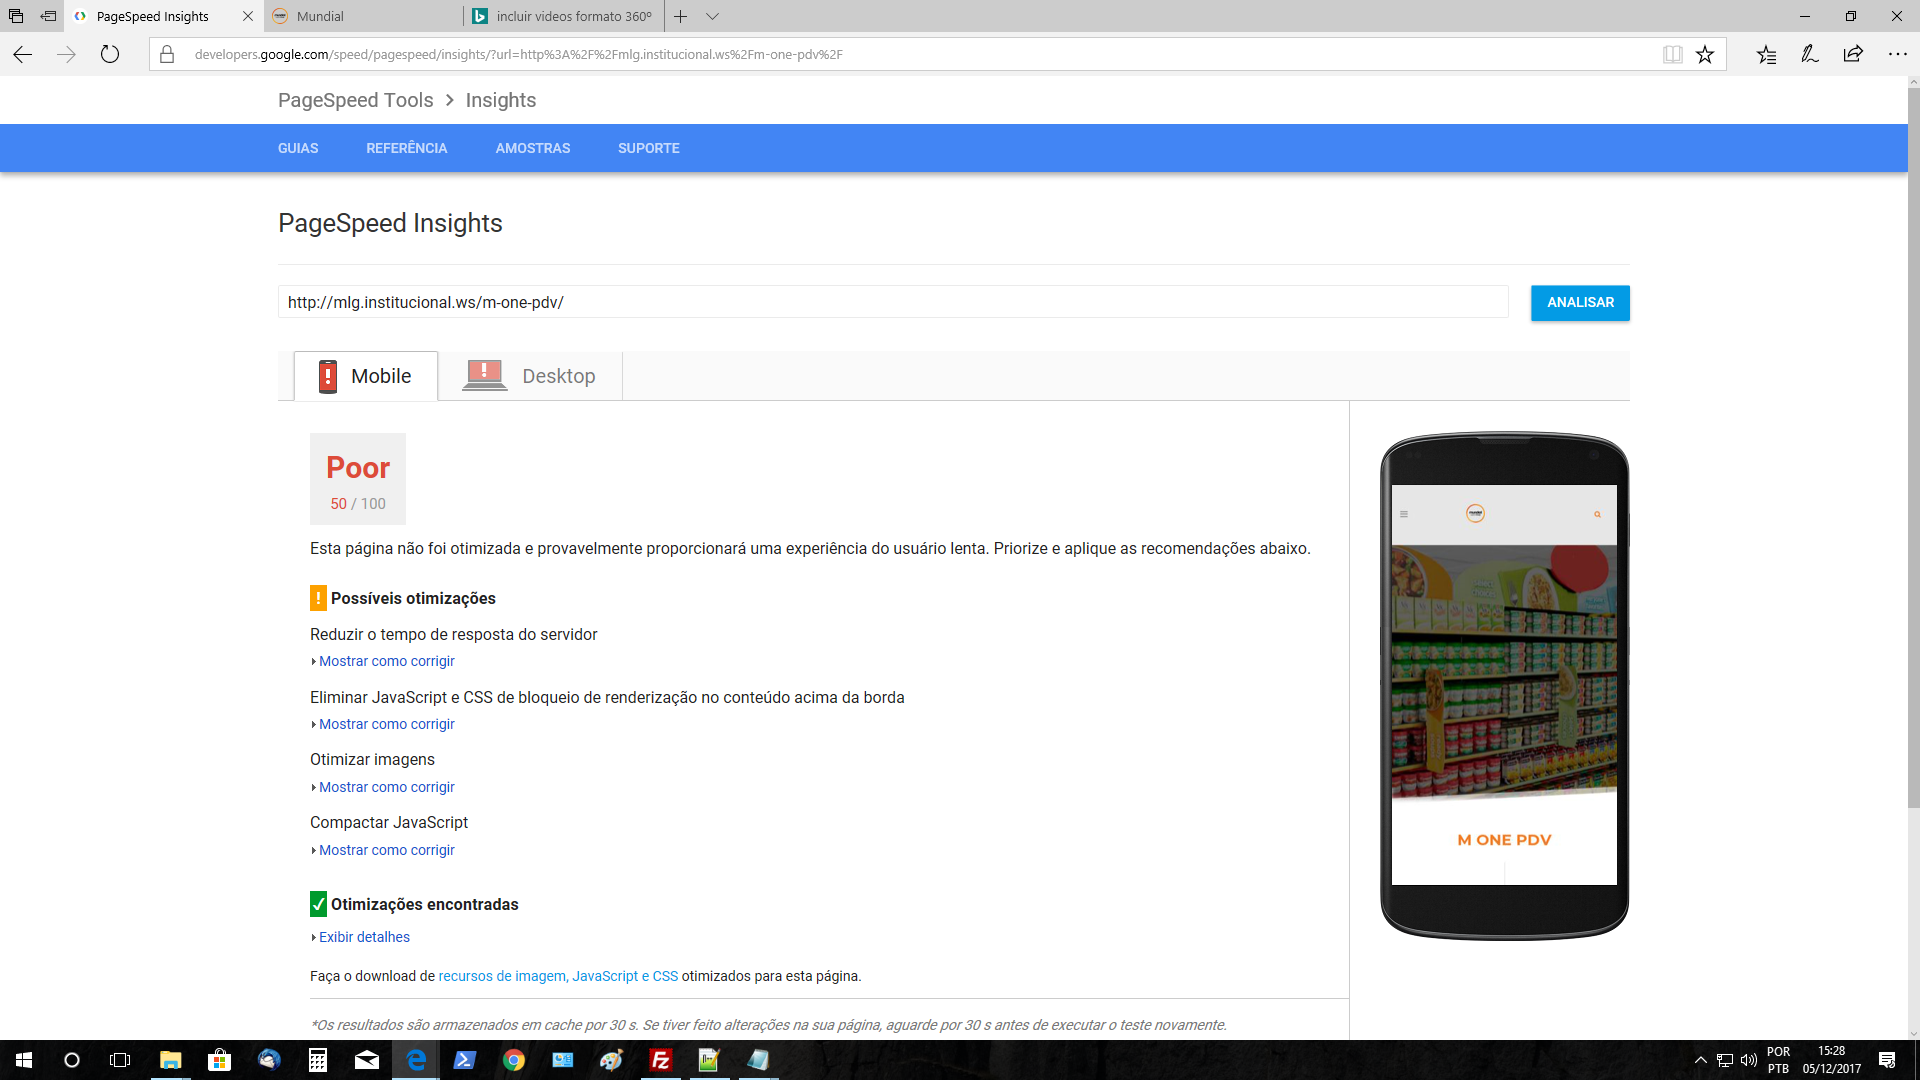 PageSpeed Insights
Mundial
incluir videos formato 360º
developers.google.com/speed/pagespeed/insights/?url=http%3A%2F%2Fmlg.institucional.ws%2Fm-one-pdv%2F
PageSpeed Tools > Insights
GUIAS REFERÊNCIA AMOSTRAS SUPORTE
PageSpeed Insights
http://mlg.institucional.ws/m-one-pdv/
ANALISAR
Mobile
Desktop
Poor
50 / 100
Esta página não foi otimizada e provavelmente proporcionará uma experiência do usuário lenta. Priorize e aplique as recomendações abaixo.
! Possíveis otimizações
Reduzir o tempo de resposta do servidor
Mostrar como corrigir
Eliminar JavaScript e CSS de bloqueio de renderização no conteúdo acima da borda
Mostrar como corrigir
Otimizar imagens
Mostrar como corrigir
Compactar JavaScript
Mostrar como corrigir
Otimizações encontradas
Exibir detalhes
Faça o download de recursos de imagem, JavaScript e CSS otimizados para esta página.
*Os resultados são armazenados em cache por 30 s. Se tiver feito alterações na sua página, aguarde por 30 s antes de executar o teste novamente.
M ONE PDV
POR
PTB
15:28
05/12/2017